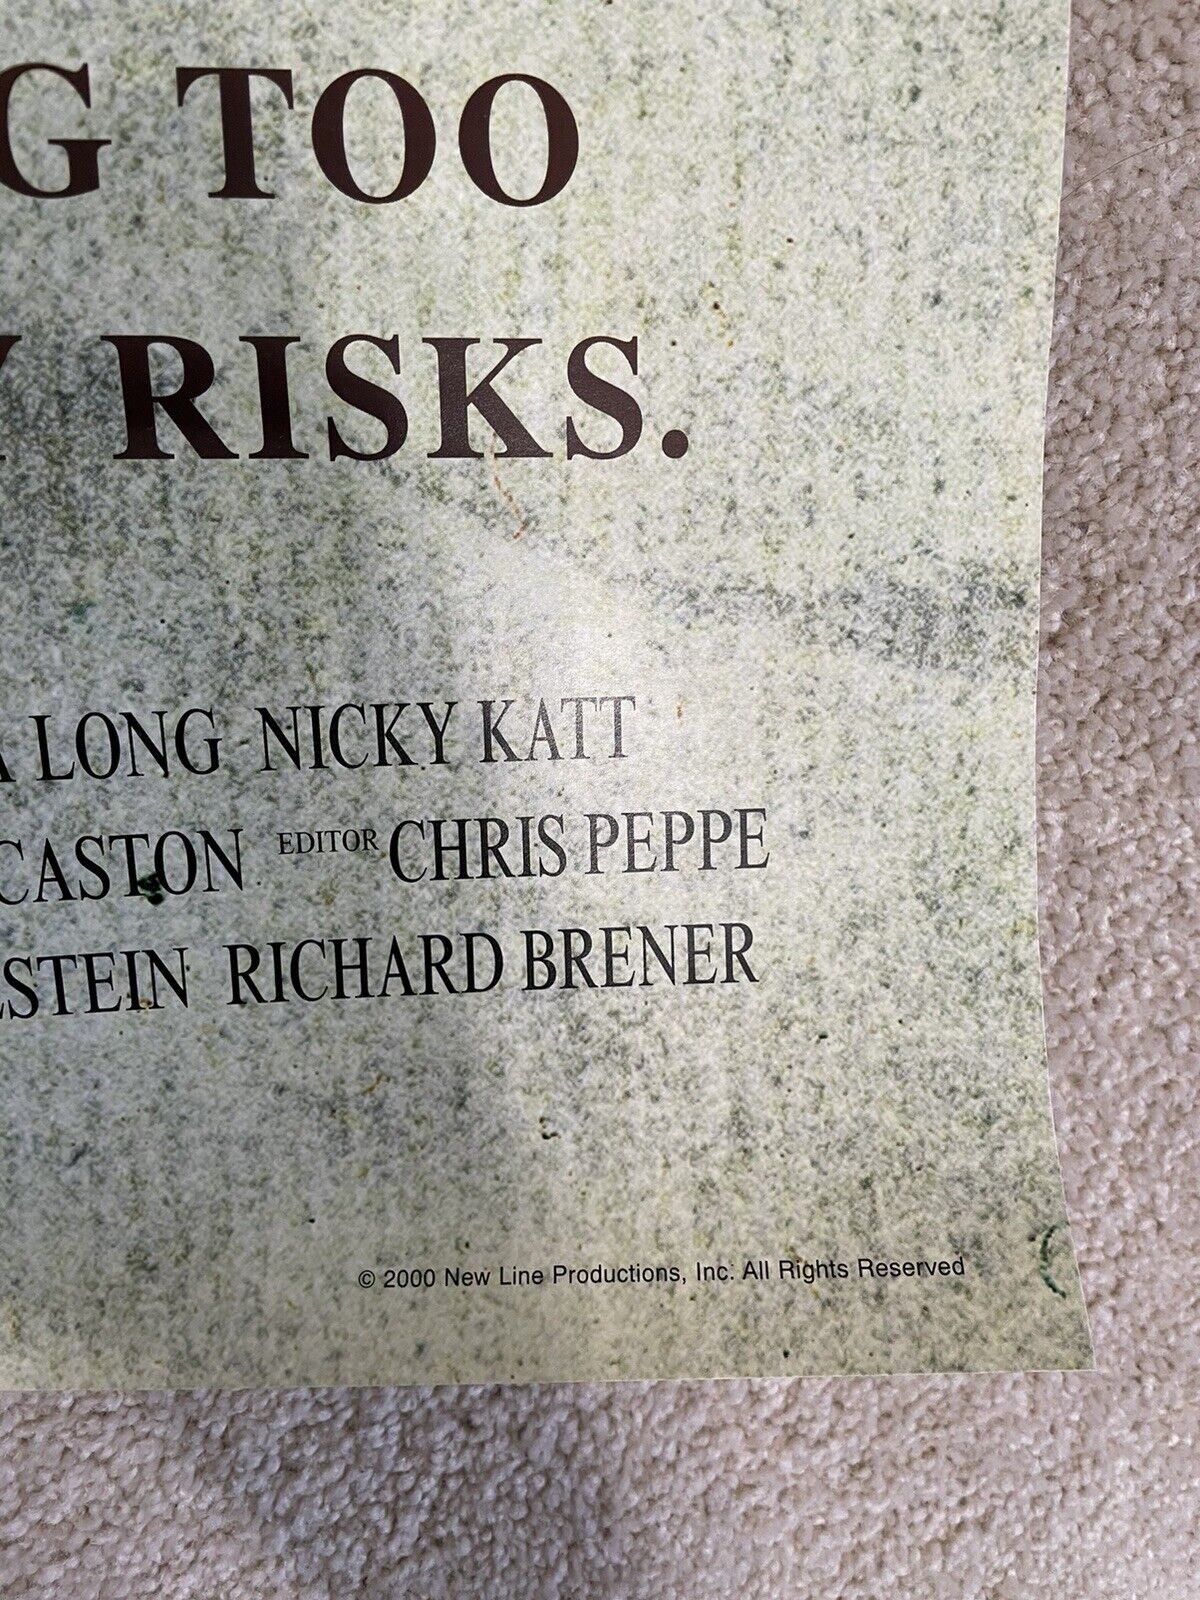 G TOO
RISKS.
LONG NICKY KATT
CASTON EDITOR CHRIS PEPPE
STEIN RICHARD BRENER
© 2000 New Line Productions, Inc. All Rights Reserved